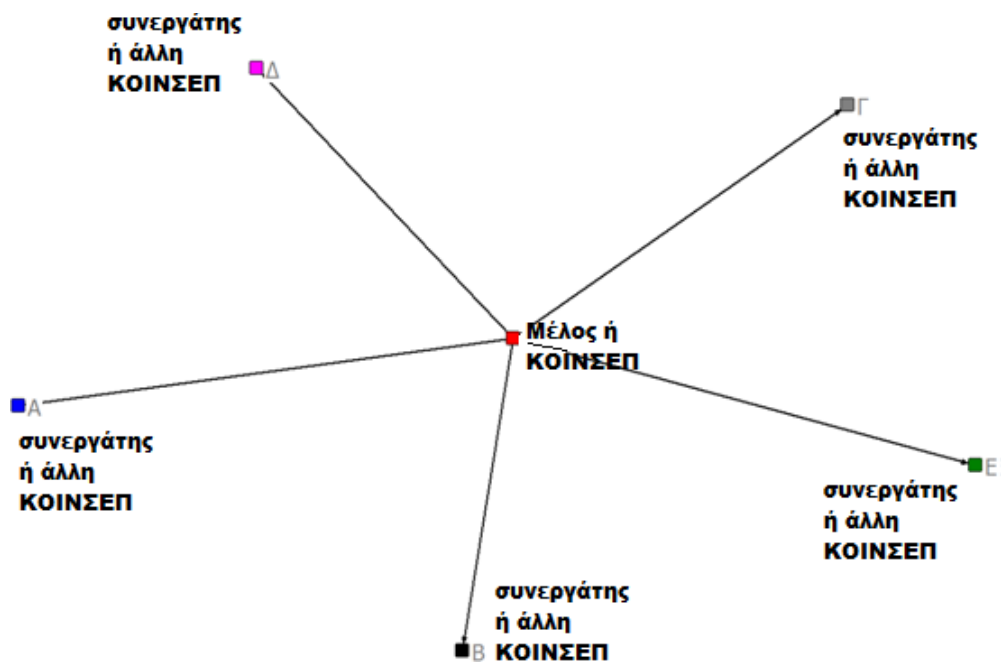 συνεργάτης
ή άλλη
ΚΟΙΝΣΕΠ
Δ
Γ
συνεργάτης
ή άλλη
ΚΟΙΝΣΕΠ
Μέλος ή
ΚΟΙΝΣΕΠ
Α
συνεργάτης
ή άλλη
ΚΟΙΝΣΕΠ
Ε
συνεργάτης
ή άλλη
ΚΟΙΝΣΕΠ
συνεργάτης
ή άλλη
ΚΟΙΝΣΕΠ
Β